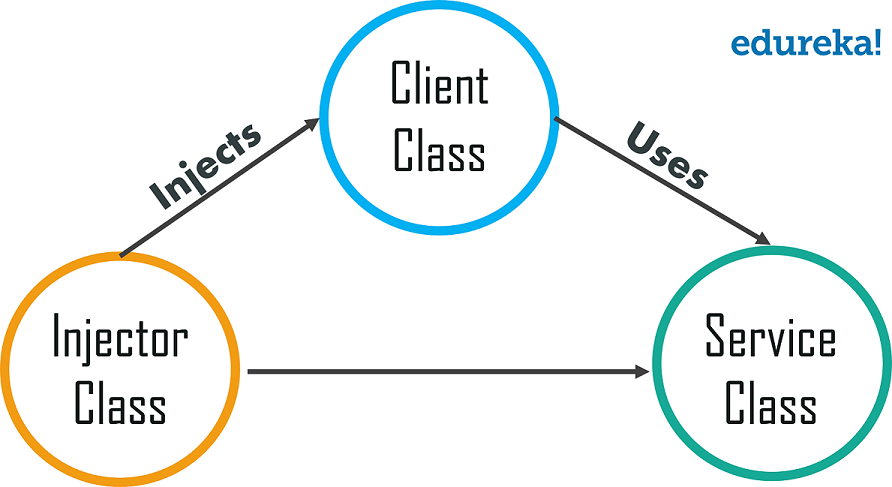 edureka!
Client
Class
Injects
Uses
Injector
Class
Service
Class